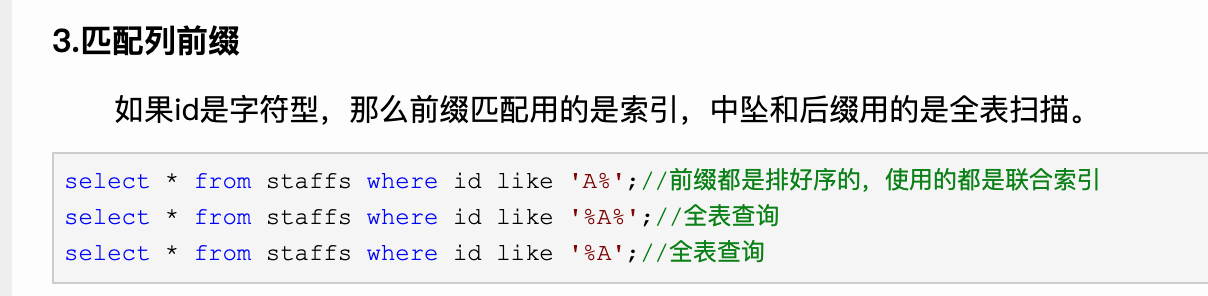 3.匹配列前缀
如果id是字符型，那么前缀匹配用的是索引，中坠和后缀用的是全表扫描。
select * from staffs where id like 'A%';//前缀都是排好序的，使用的都是联合索引
select * from staffs where id like '%A%';//全表查询
select * from staffs where id like '%A';//全表查询